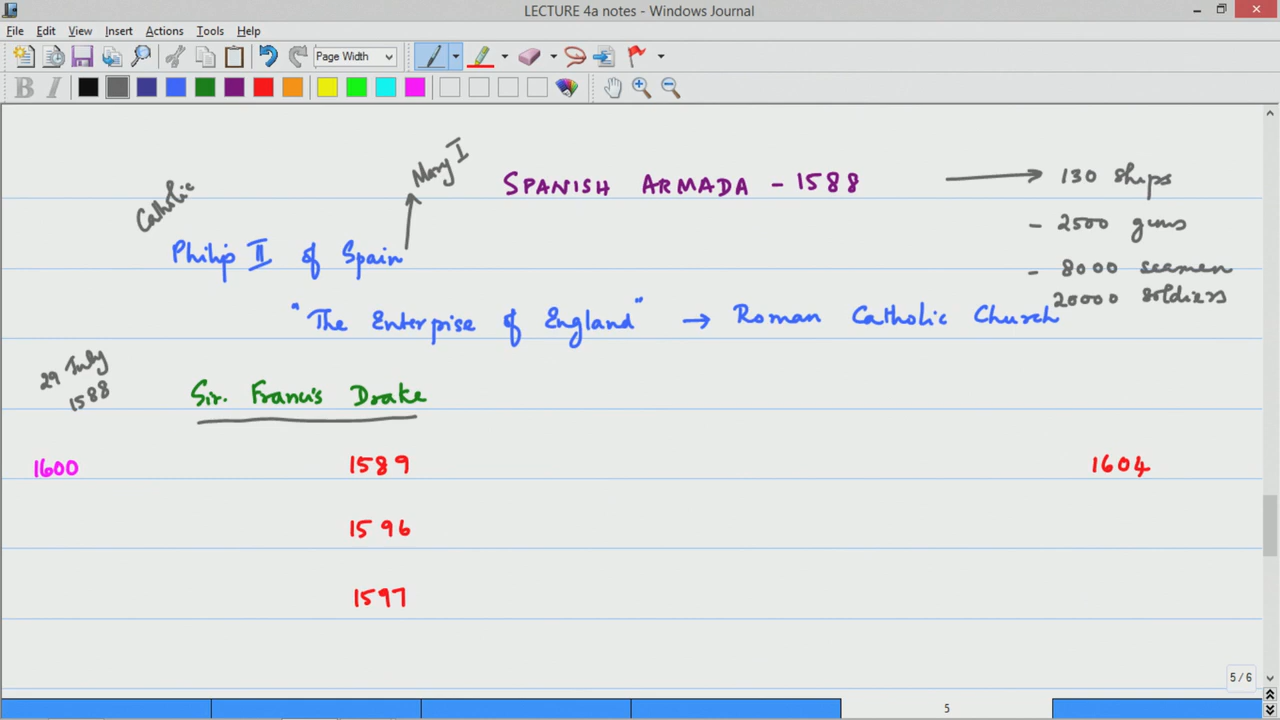 LECTURE 4a notes - Windows Journal
File Edit View Insert Actions Tools Help
Page Width
B I
Mary I
SPANISH ARMADA - 1588 → 130 ships
Catholic
- 2500 guns
Philip II of Spain
- 8000 seamen
20000 soldiers
"The Enterprise of England" → Roman Catholic Church
29 July
1588
Sir. Francis Drake
1600 1589 1604
1596
1597
5 / 6
5